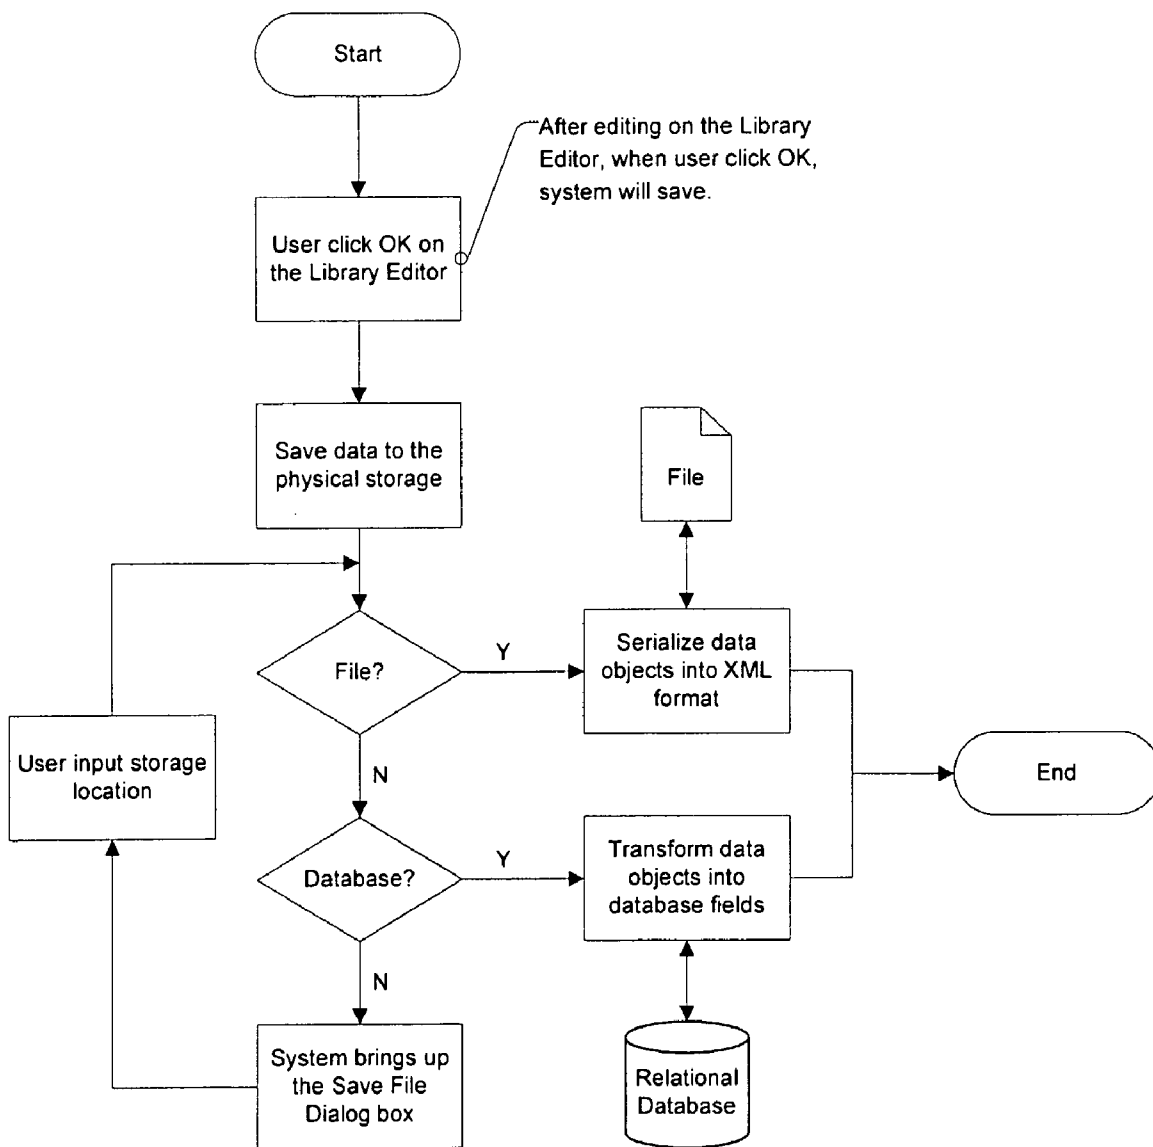 Start
After editing on the Library
Editor, when user click OK,
system will save.
User click OK on
the Library Editor
Save data to the
physical storage
File
File?
Y
Serialize data
objects into XML
format
User input storage
location
N
End
Database?
Y
Transform data
objects into
database fields
N
System brings up
the Save File
Dialog box
Relational
Database